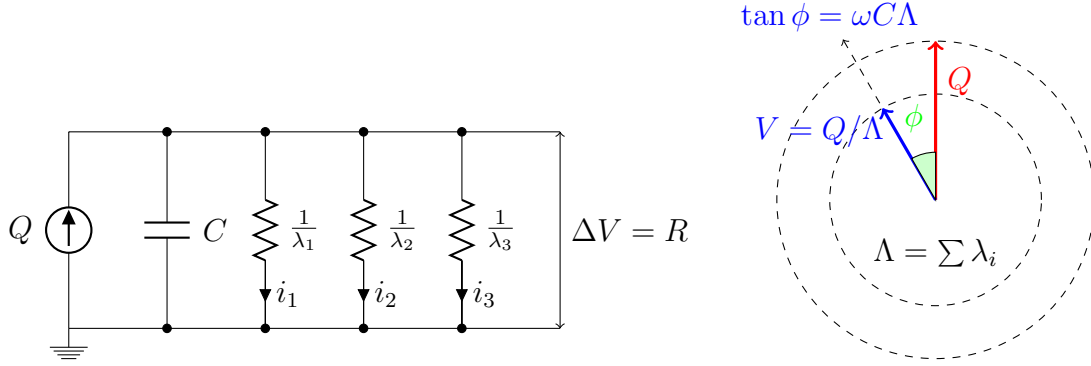 Q
C
1/λ₁
1/λ₂
1/λ₃
i₁
i₂
i₃
ΔV = R
tan ϕ = ωCΛ
Q
V = Q/Λ
ϕ
Λ = ∑ λᵢ